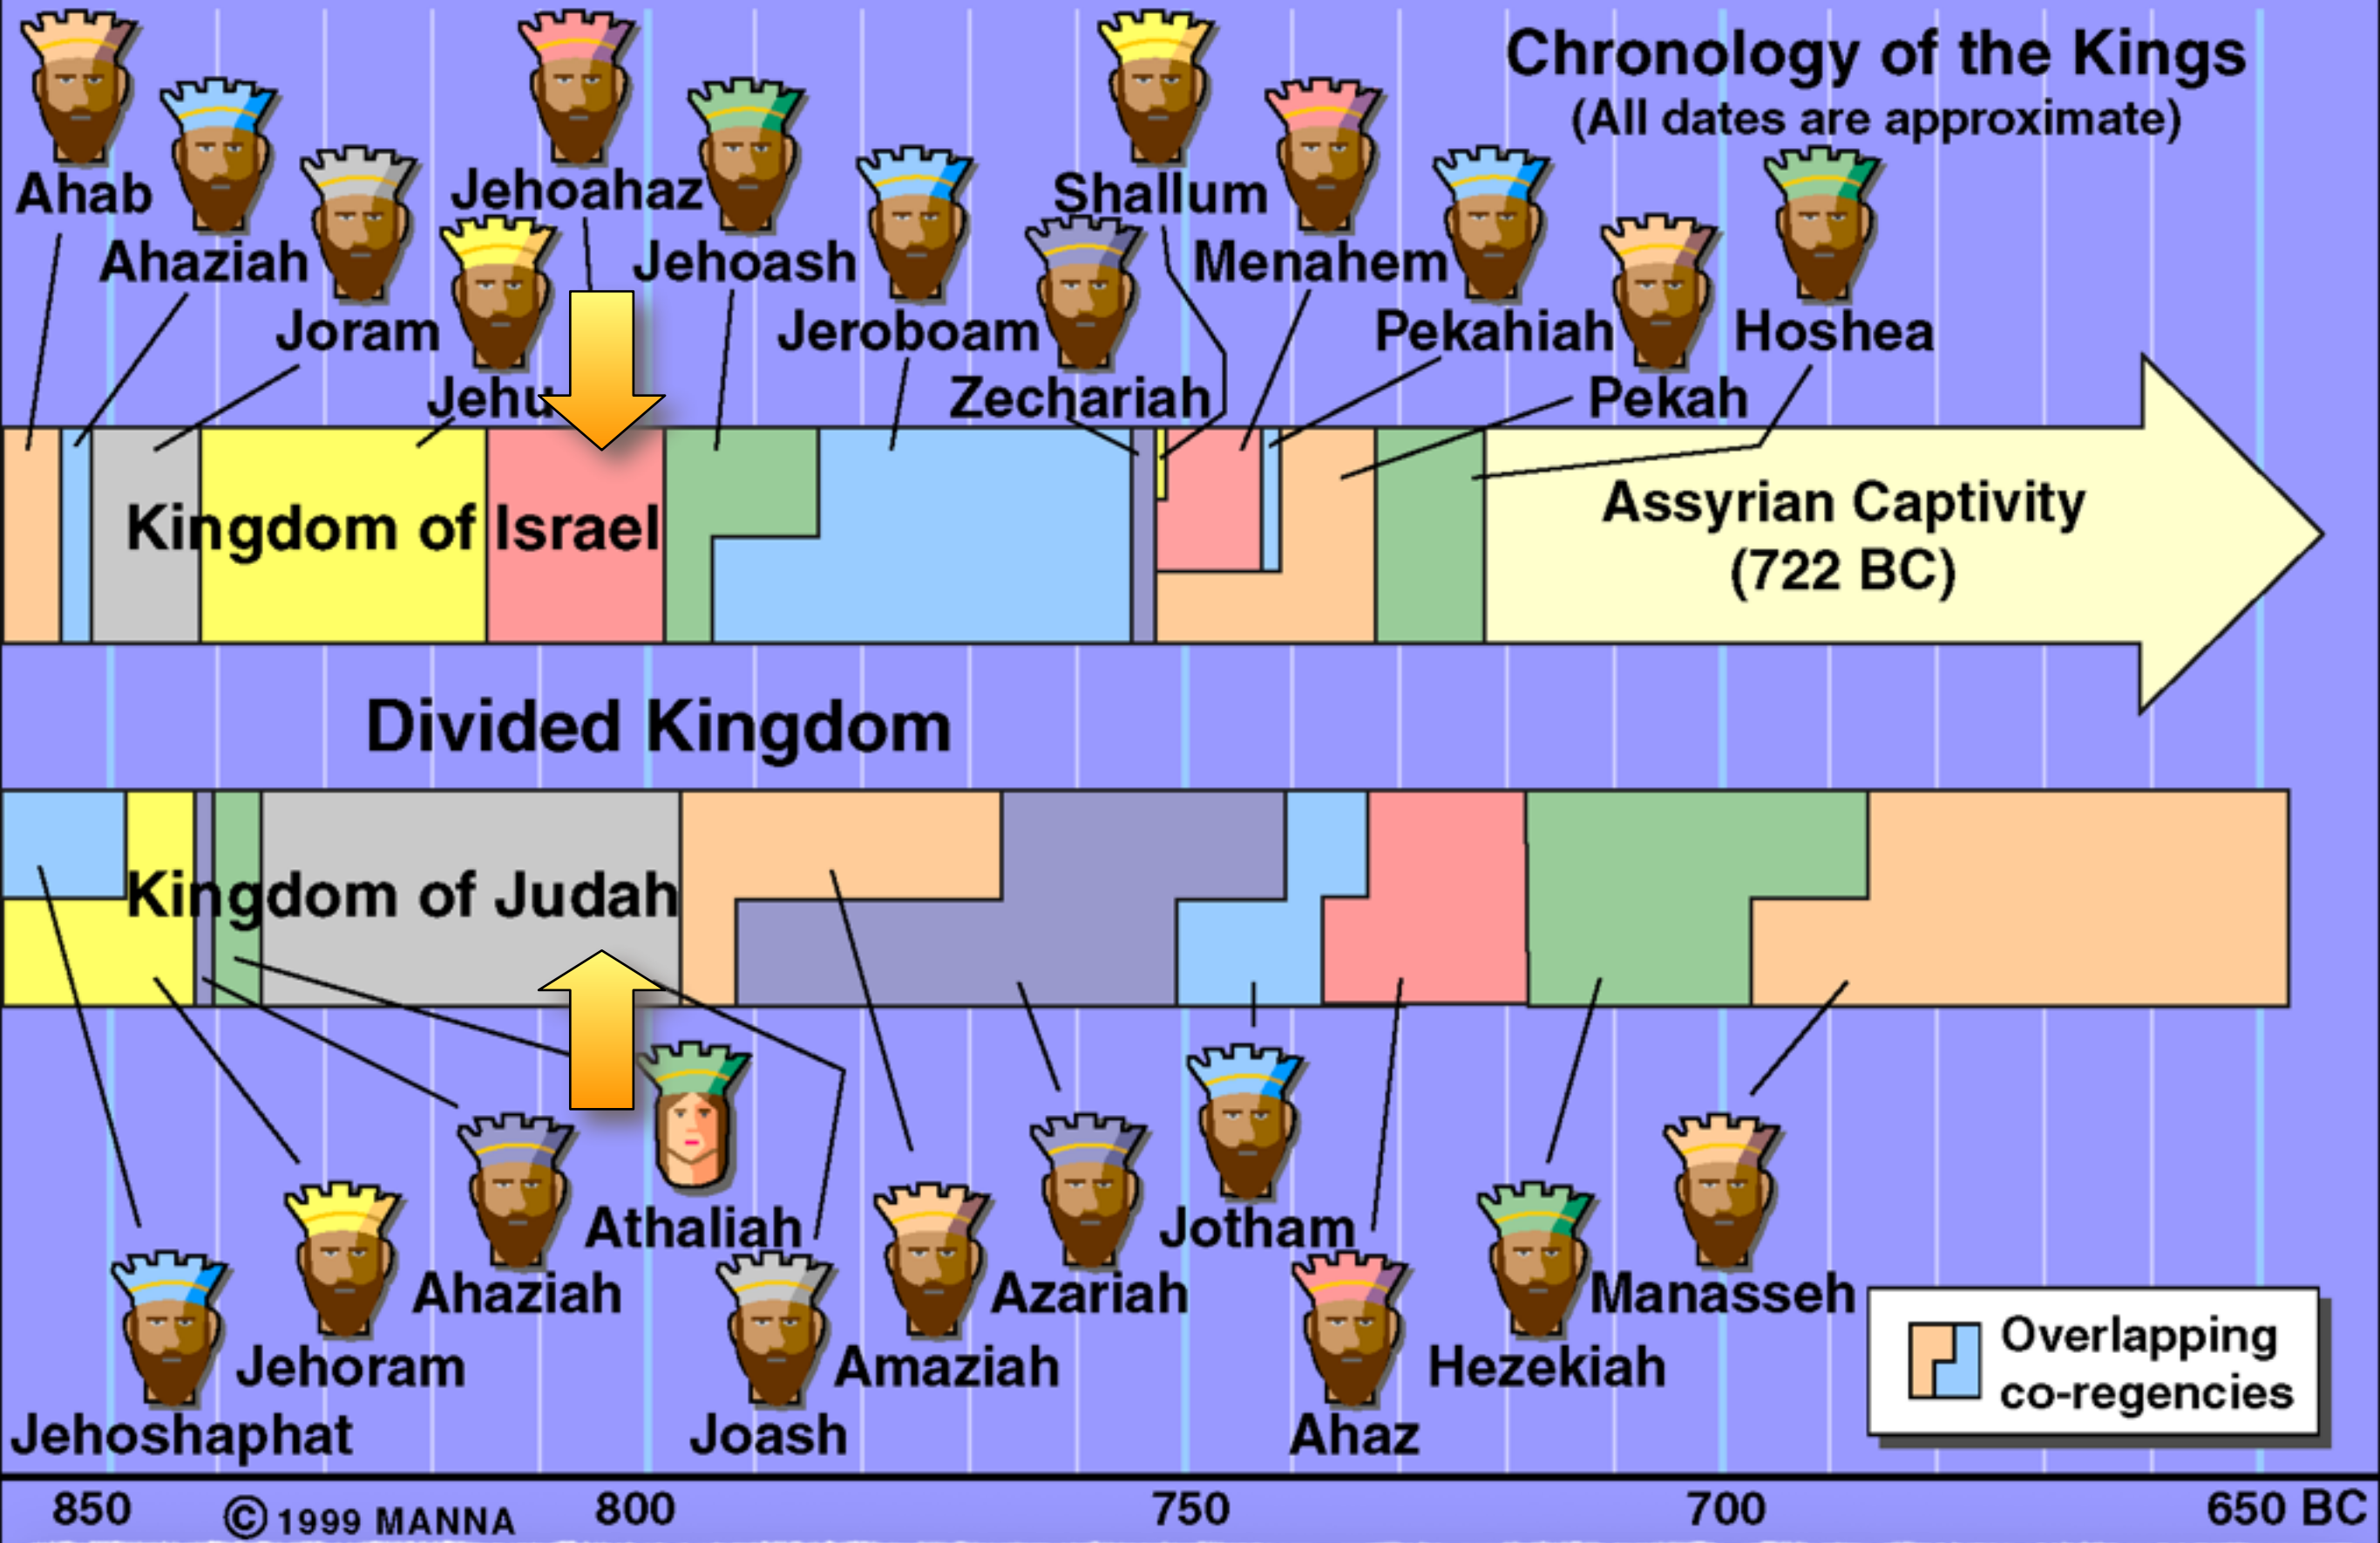 Chronology of the Kings
(All dates are approximate)
Ahab
Ahaziah
Joram
Jehu
Jehoahaz
Jehoash
Jeroboam
Zechariah
Shallum
Menahem
Pekahiah
Pekah
Hoshea
Kingdom of Israel
Assyrian Captivity
(722 BC)
Divided Kingdom
Kingdom of Judah
Jehoshaphat
Jehoram
Ahaziah
Athaliah
Joash
Amaziah
Azariah
Jotham
Ahaz
Hezekiah
Manasseh
Overlapping
co-regencies
850 © 1999 MANNA 800 750 700 650 BC